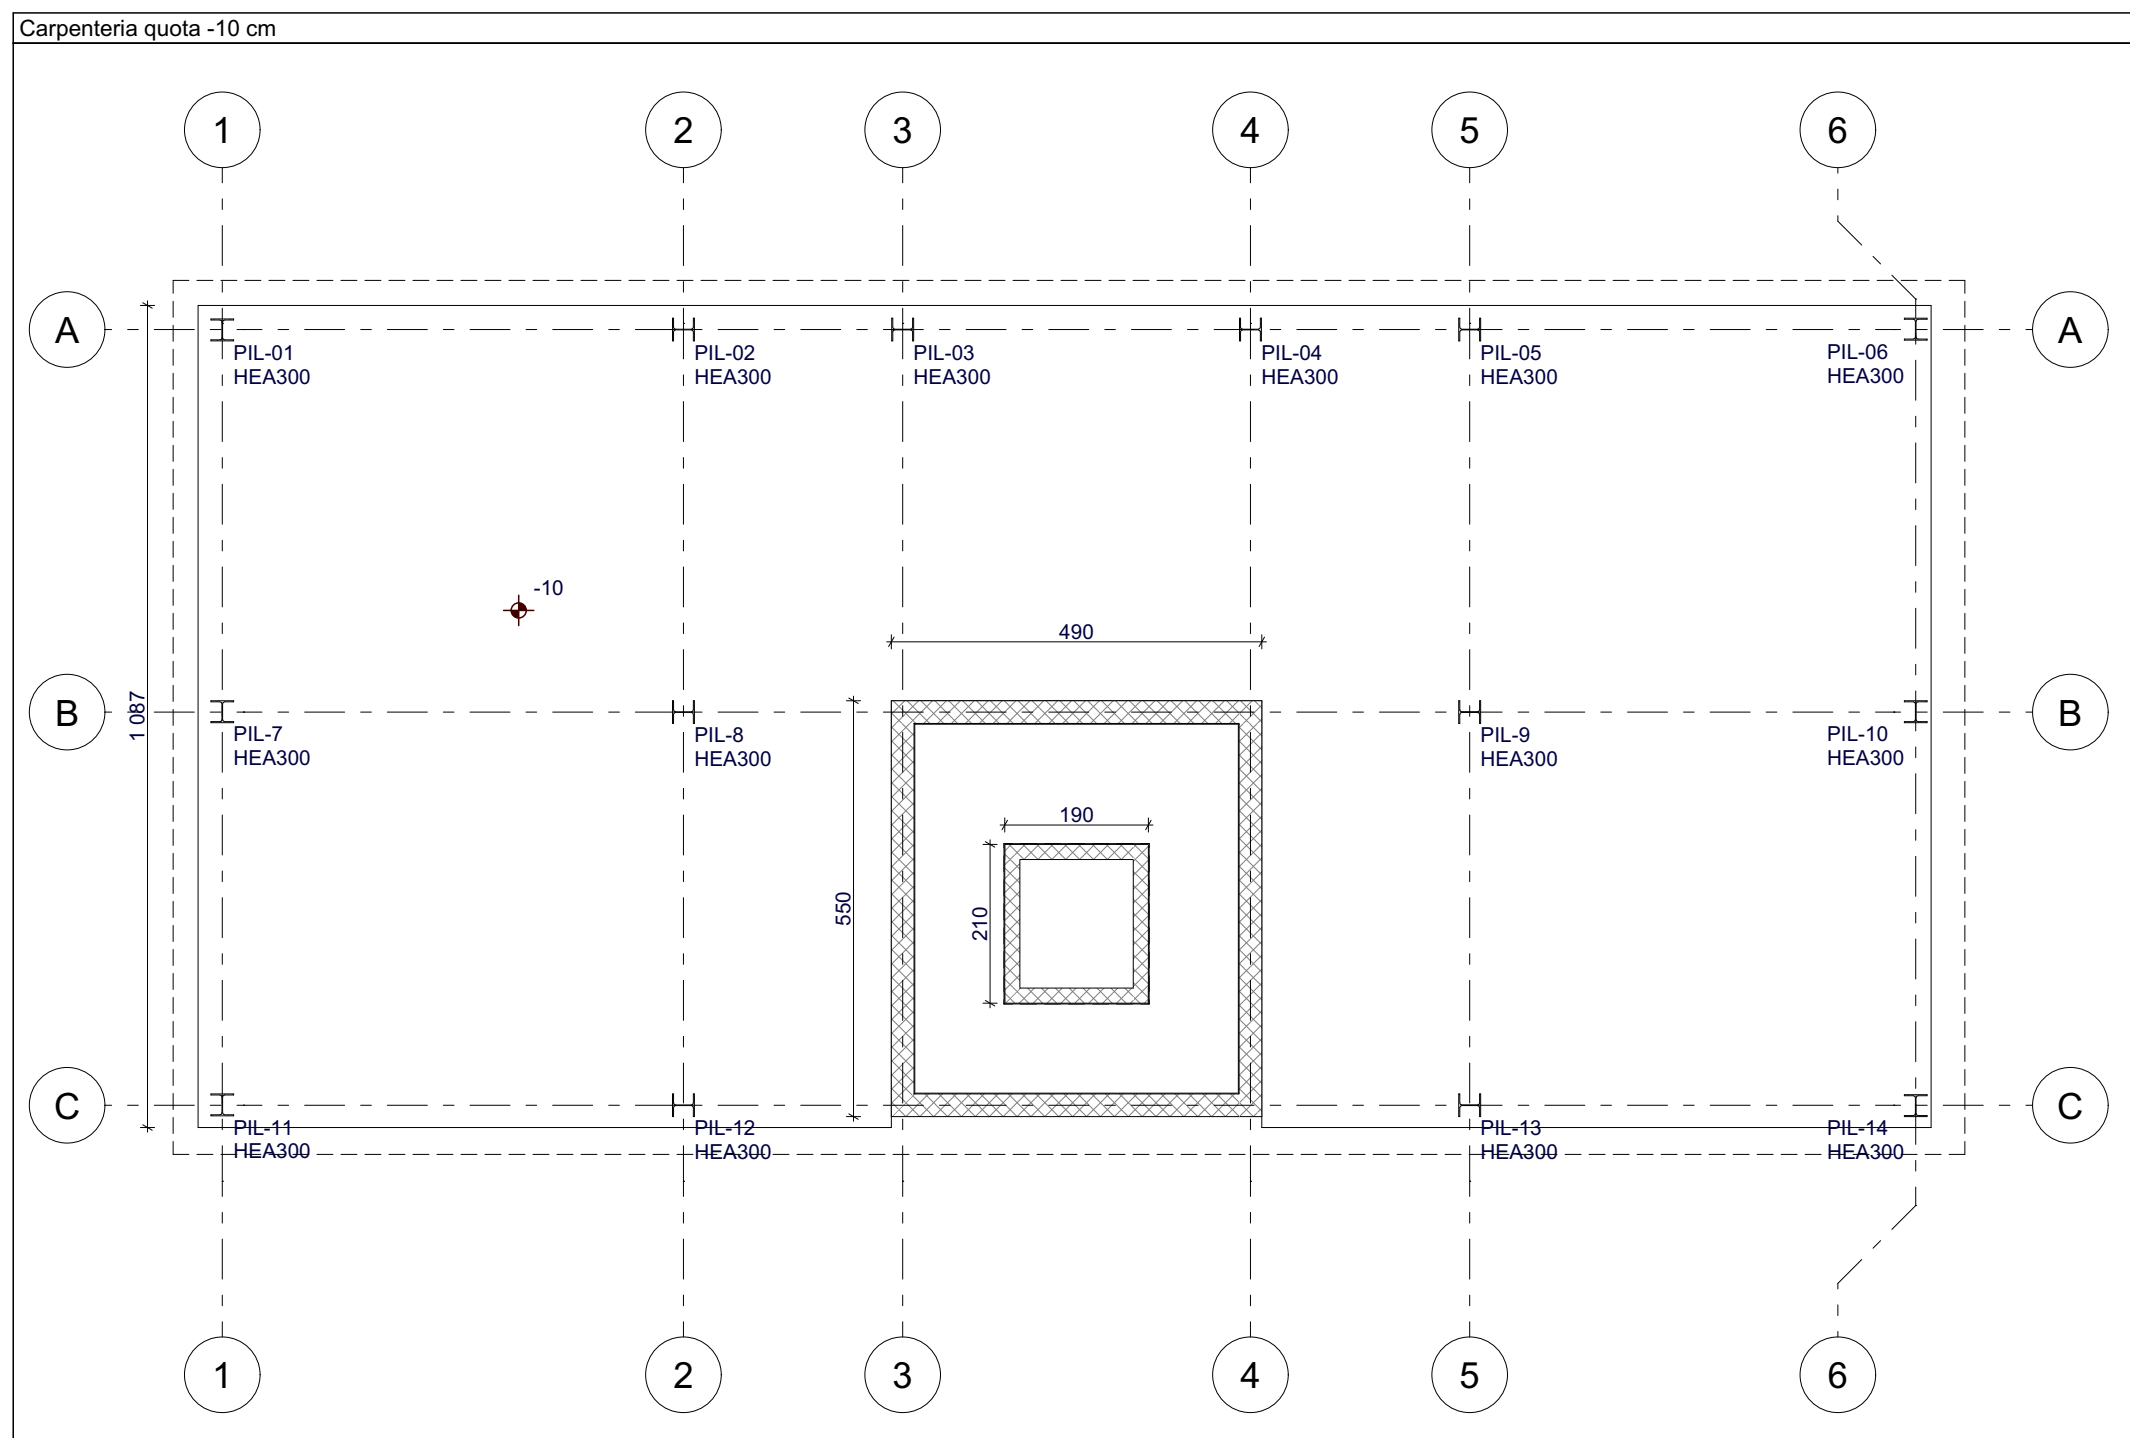 Carpenteria quota -10 cm
1 2 3 4 5 6
A A
PIL-01 PIL-02 PIL-03 PIL-04 PIL-05 PIL-06
HEA300 HEA300 HEA300 HEA300 HEA300 HEA300
-10
490
1 087
B B
PIL-7 PIL-8 PIL-9 PIL-10
HEA300 HEA300 HEA300 HEA300
190
550
210
C C
PIL-11 PIL-12 PIL-13 PIL-14
HEA300 HEA300 HEA300 HEA300
1 2 3 4 5 6